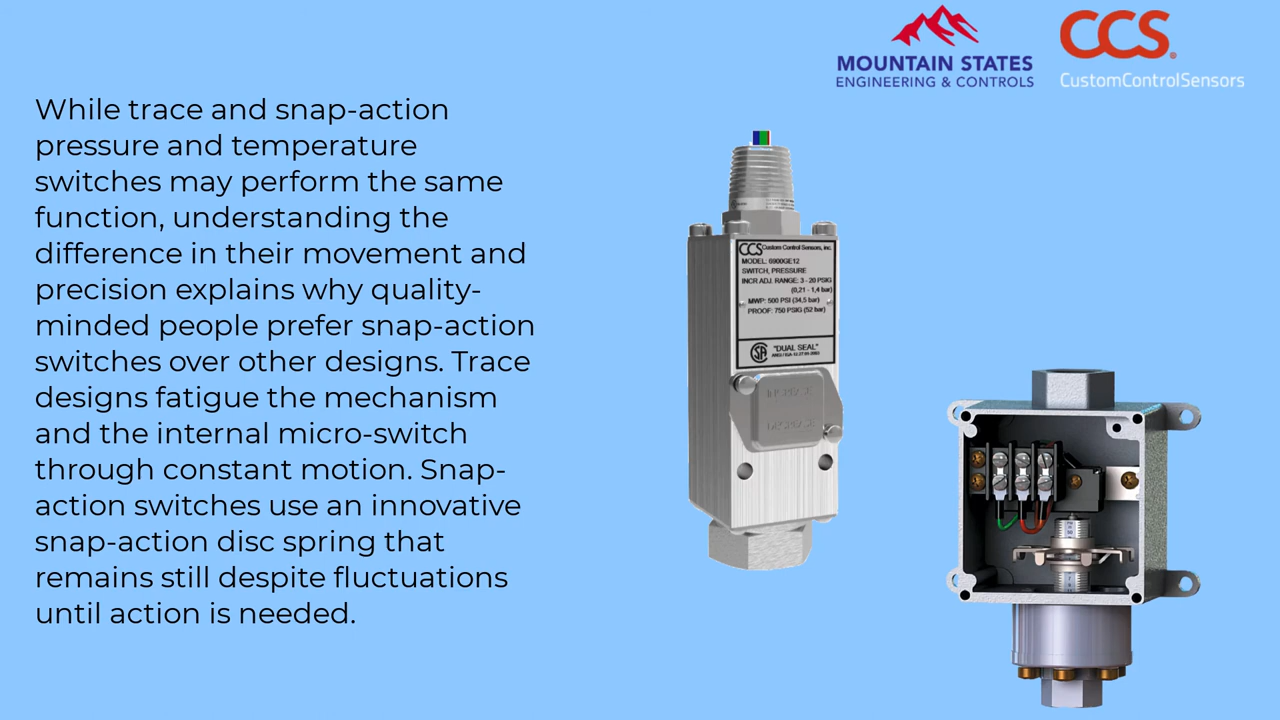 MOUNTAIN STATES
ENGINEERING & CONTROLS
CCS®
CustomControlSensors
While trace and snap-action
pressure and temperature
switches may perform the same
function, understanding the
difference in their movement and
precision explains why quality-
minded people prefer snap-action
switches over other designs. Trace
designs fatigue the mechanism
and the internal micro-switch
through constant motion. Snap-
action switches use an innovative
snap-action disc spring that
remains still despite fluctuations
until action is needed.
CCS Custom Control Sensors, Inc.
MODEL: 6900GE12
SWITCH, PRESSURE
INCR ADJ. RANGE: 3 - 20 PSIG
(0,21 - 1,4 bar)
MWP: 500 PSI (34,5 bar)
PROOF: 750 PSIG (52 bar)
"DUAL SEAL"
INCREASE
DECREASE